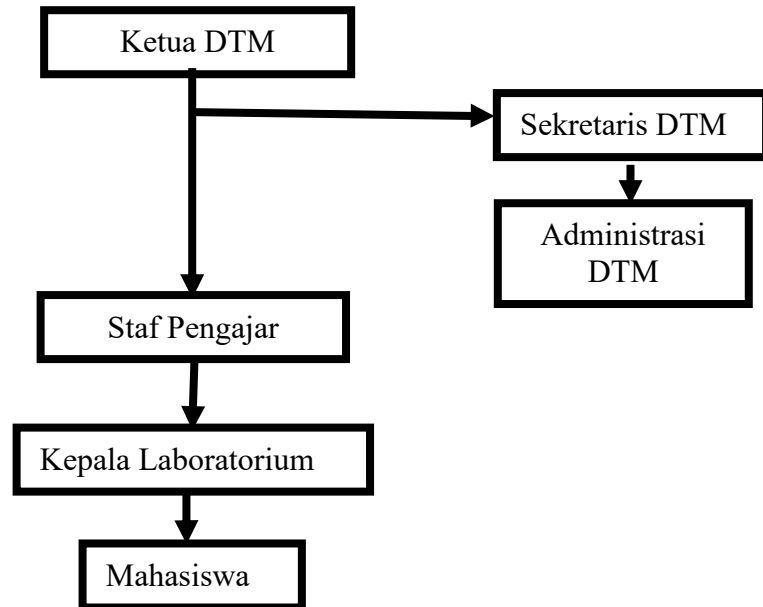 Ketua DTM
Sekretaris DTM
Administrasi
DTM
Staf Pengajar
Kepala Laboratorium
Mahasiswa